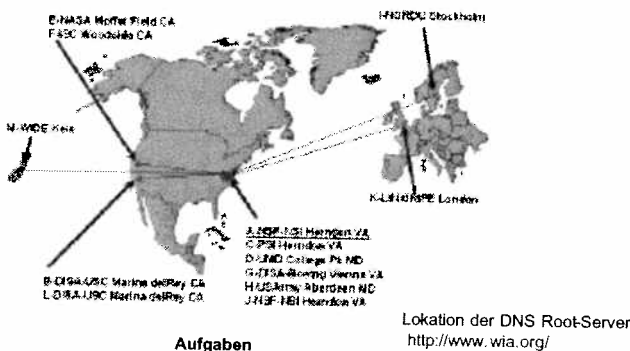 E-NASA Moffet Field CA
F-ISC Woodside CA
I-NORDU Stockholm
M-WIDE Keio
K-LINX/RIPE London
A-NSF-NSI Herndon VA
C-PSI Herndon VA
D-UMD College Pk MD
G-DISA-Boeing Vienna VA
H-USArmy Aberdeen MD
J-NSF-NSI Herndon VA
B-DISA-USC Marina delRey CA
L-DISA-USC Marina delRey CA
Lokation der DNS Root-Server
http://www.wia.org/
Aufgaben